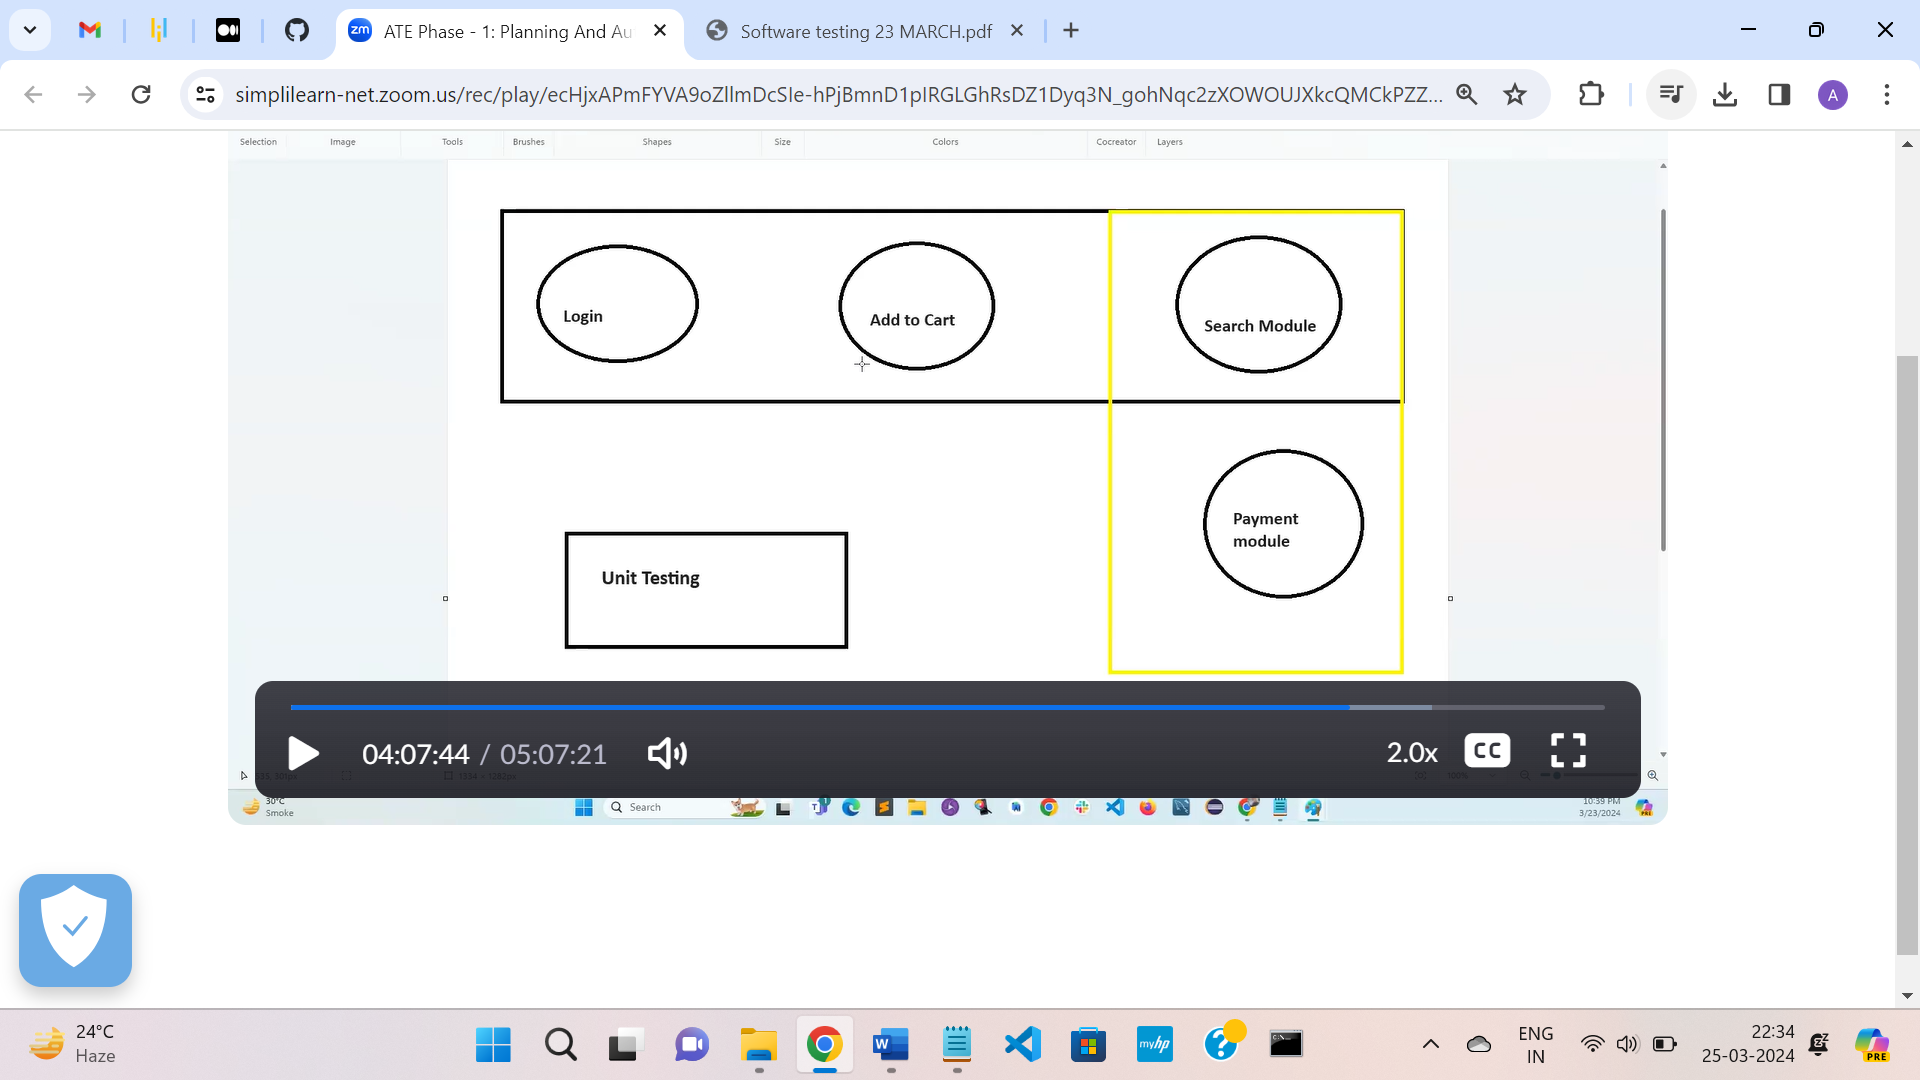 ATE Phase - 1: Planning And Au
Software testing 23 MARCH.pdf
simplilearn-net.zoom.us/rec/play/ecHjxAPmFYVA9oZllmDcSIe-hPjBmnD1pIRGLGhRsDZ1Dyq3N_gohNqc2zXOWOUJXkcQMCkPZZ...
A
Selection Image Tools Brushes Shapes Size Colors Cocreator Layers
Login
Add to Cart
Search Module
Payment
module
Unit Testing
04:07:44 / 05:07:21
2.0x
CC
30°C
Smoke
Search
10:39 PM
3/23/2024
24°C
Haze
ENG
IN
22:34
25-03-2024
PRE